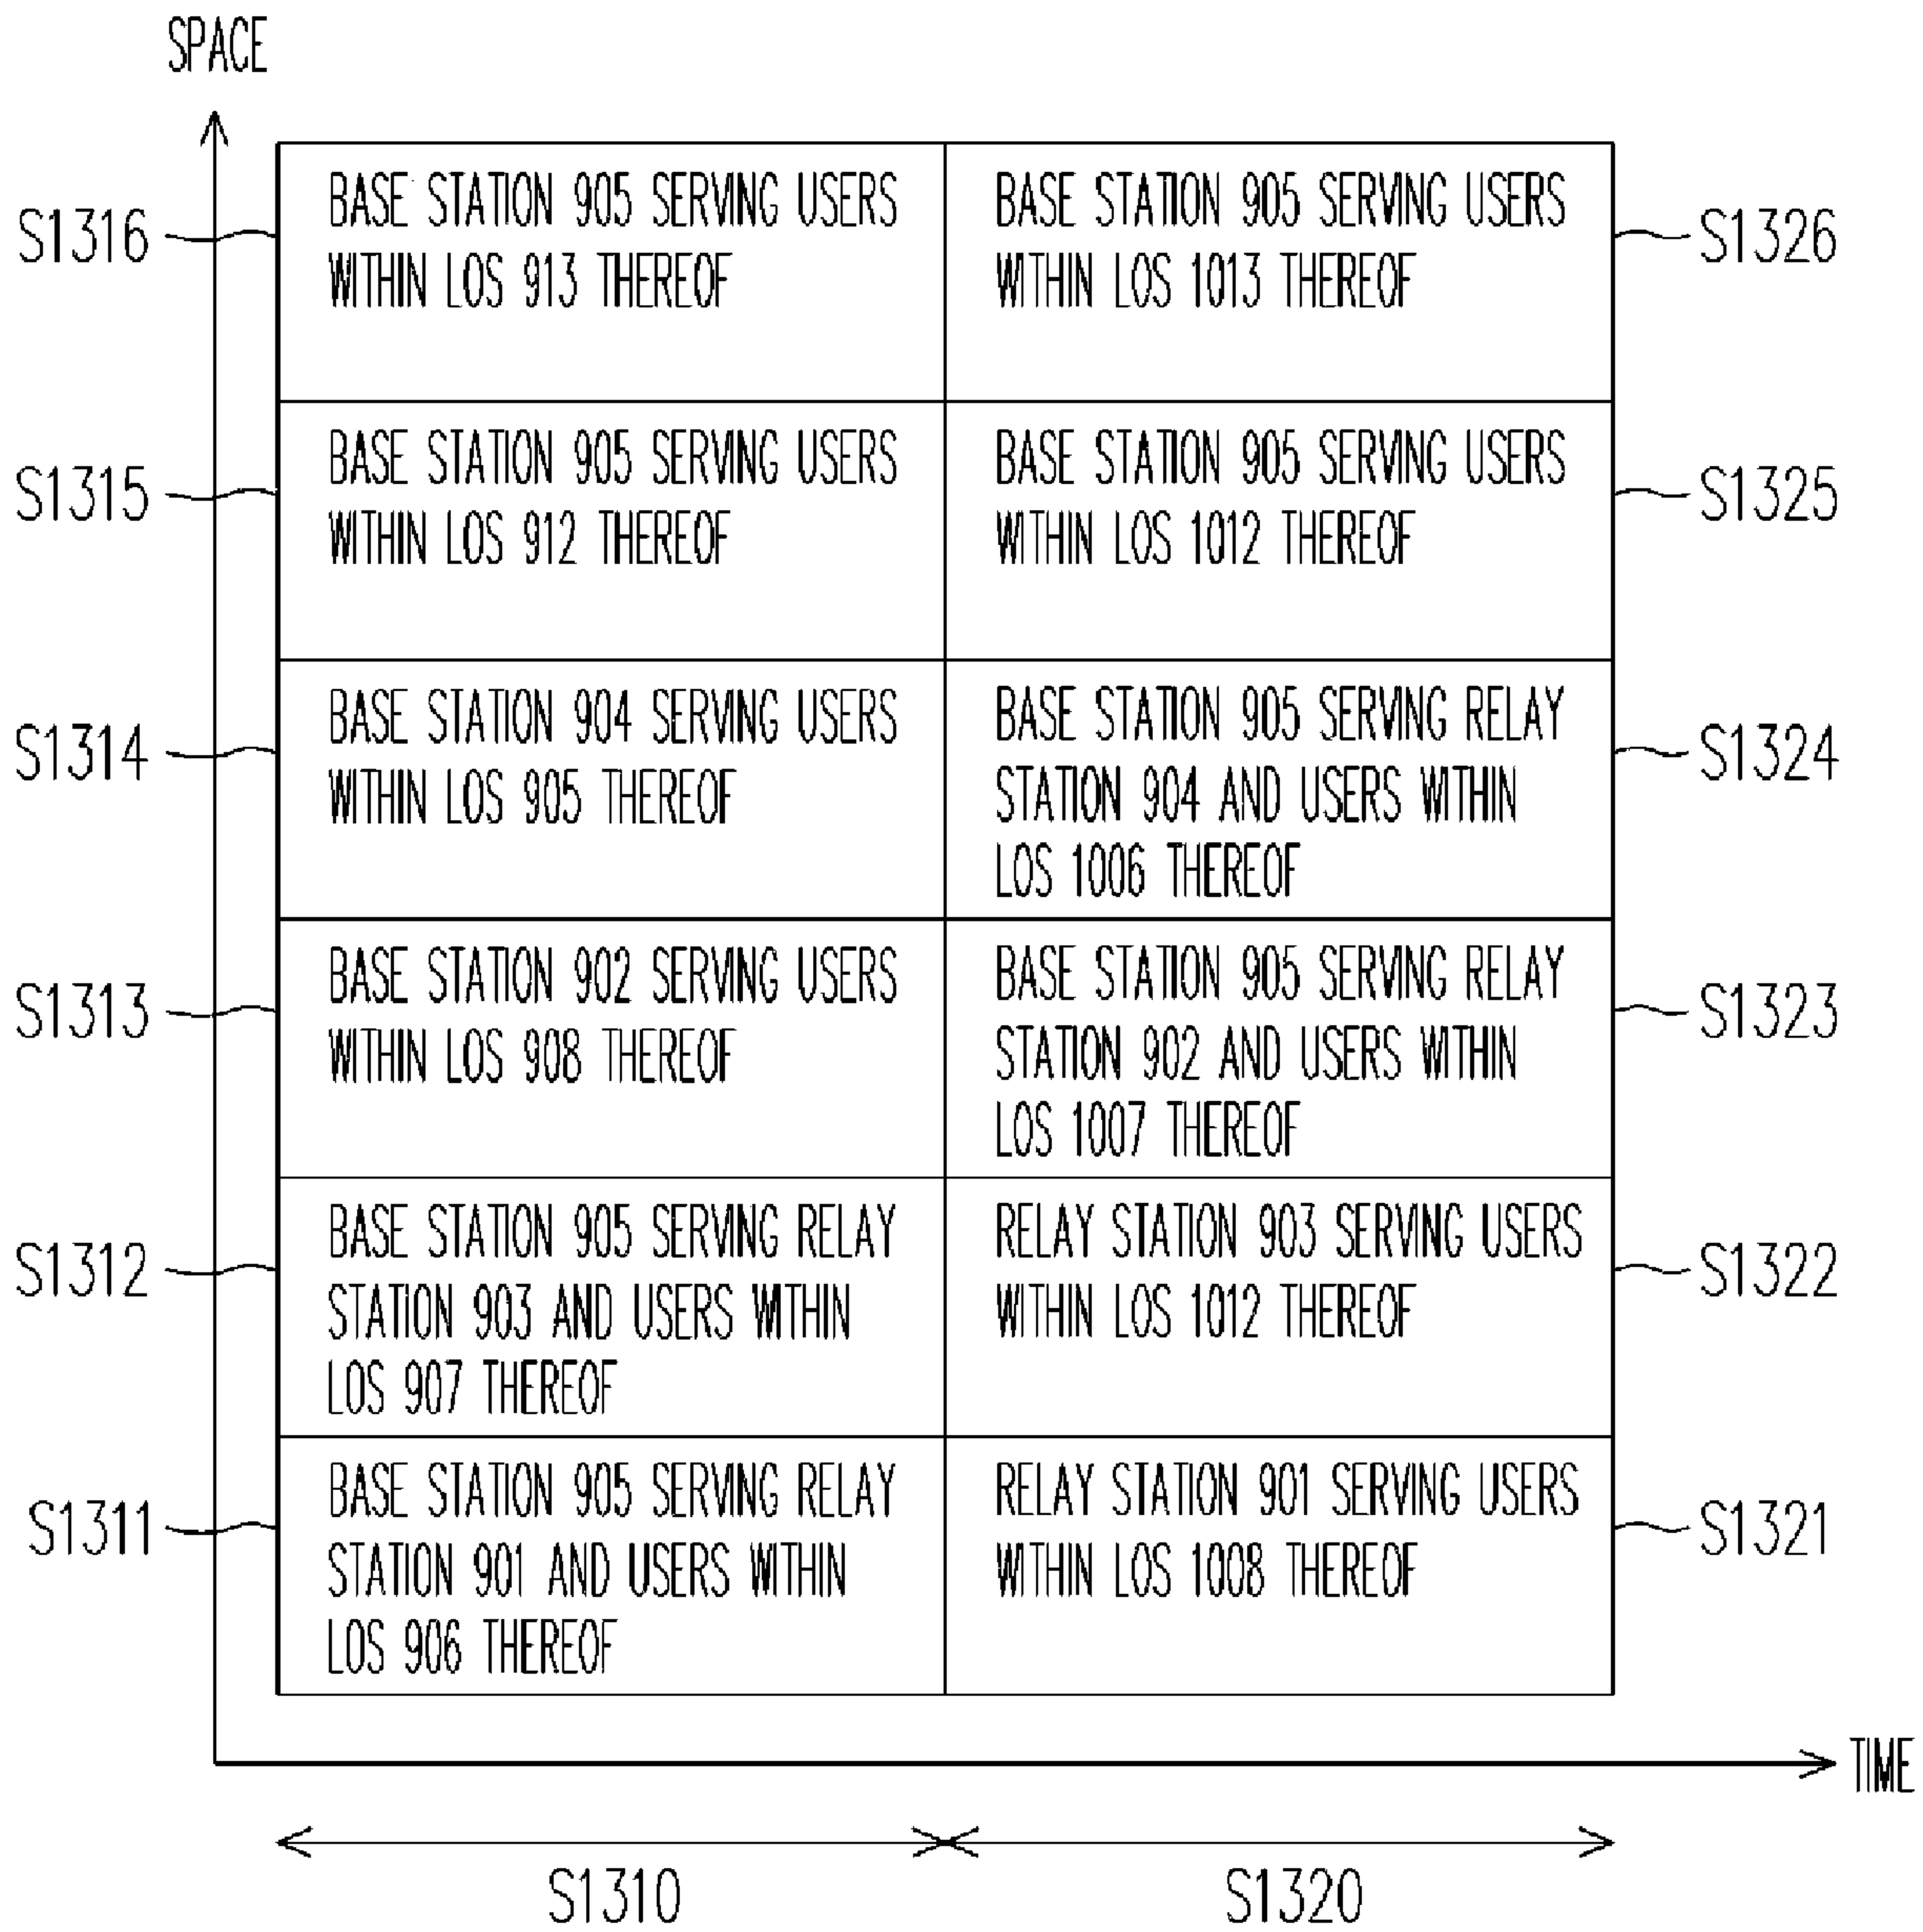 SPACE
S1316
BASE STATION 905 SERVING USERS
WITHIN LOS 913 THEREOF
BASE STATION 905 SERVING USERS
WITHIN LOS 1013 THEREOF
S1326
S1315
BASE STATION 905 SERVING USERS
WITHIN LOS 912 THEREOF
BASE STATION 905 SERVING USERS
WITHIN LOS 1012 THEREOF
S1325
S1314
BASE STATION 904 SERVING USERS
WITHIN LOS 905 THEREOF
BASE STATION 905 SERVING RELAY
STATION 904 AND USERS WITHIN
LOS 1006 THEREOF
S1324
S1313
BASE STATION 902 SERVING USERS
WITHIN LOS 908 THEREOF
BASE STATION 905 SERVING RELAY
STATION 902 AND USERS WITHIN
LOS 1007 THEREOF
S1323
S1312
BASE STATION 905 SERVING RELAY
STATION 903 AND USERS WITHIN
LOS 907 THEREOF
RELAY STATION 903 SERVING USERS
WITHIN LOS 1012 THEREOF
S1322
S1311
BASE STATION 905 SERVING RELAY
STATION 901 AND USERS WITHIN
LOS 906 THEREOF
RELAY STATION 901 SERVING USERS
WITHIN LOS 1008 THEREOF
S1321
TIME
S1310
S1320